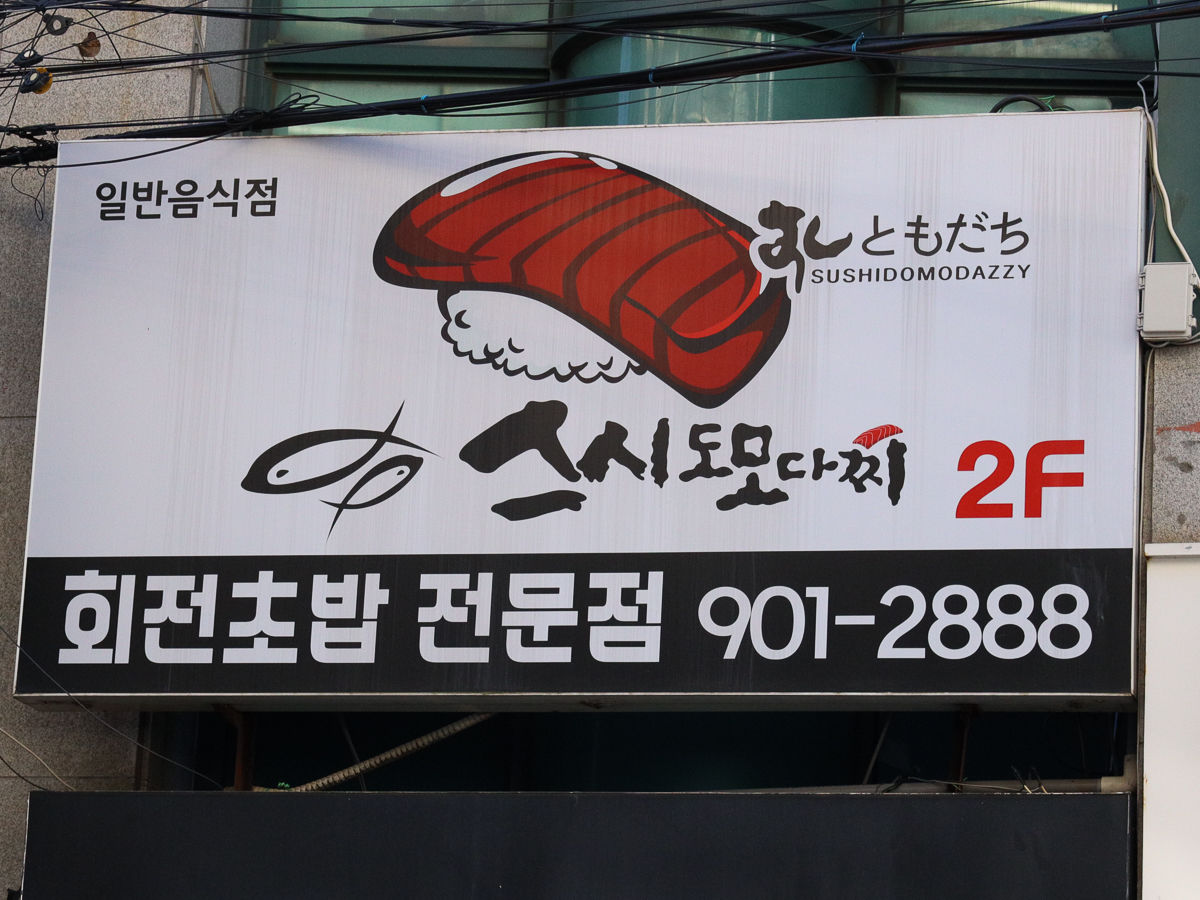 일반음식점
すしともだち
SUSHIDOMODAZZY
스시도모다찌
2F
회전초밥 전문점 901-2888